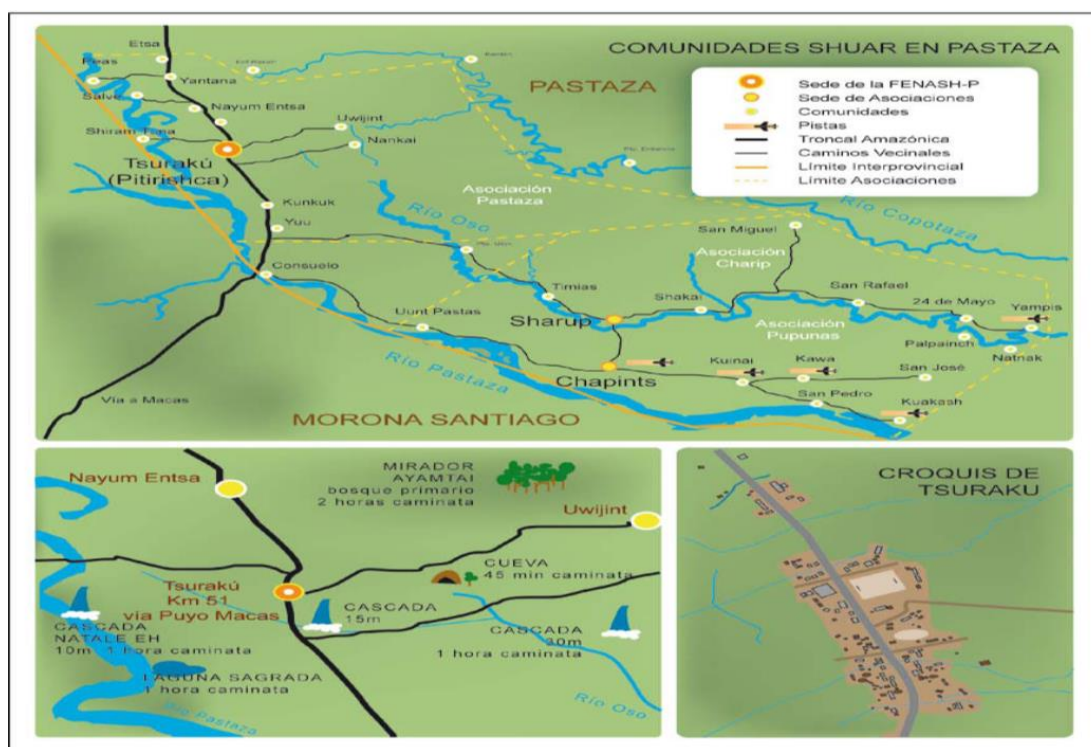 COMUNIDADES SHUAR EN PASTAZA
PASTAZA
Sede de la FENASH-P
Sede de Asociaciones
Comunidades
Pistas
Troncal Amazónica
Caminos Vecinales
Límite Interprovincial
Límite Asociaciones
Etsa
Yantana
Nayum Entsa
Uwijint
Nankai
Tsurakú
(Pitirishca)
Kunkuk
Yuu
Consuelo
Asociación
Pastaza
Río Oso
Río Copotaza
San Miguel
Asociación
Charip
Timias
Shakai
San Rafael
24 de Mayo
Yampis
Sharup
Uunt Pastas
Asociación
Pupunas
Palpainch
Natnak
Río Pastaza
Chapints
Kuinai
Kawa
San José
San Pedro
Kuakash
Vía a Macas
MORONA SANTIAGO
Nayum Entsa
MIRADOR
AYAMTAI
bosque primario
2 horas caminata
Uwijint
CUEVA
45 min caminata
Tsurakú
Km 51
vía Puyo Macas
CASCADA
15m
CASCADA
NATALE EH
10m 1 hora caminata
CASCADA
30m
1 hora caminata
LAGUNA SAGRADA
1 hora caminata
Río Pastaza
Río Oso
CROQUIS DE
TSURAKU